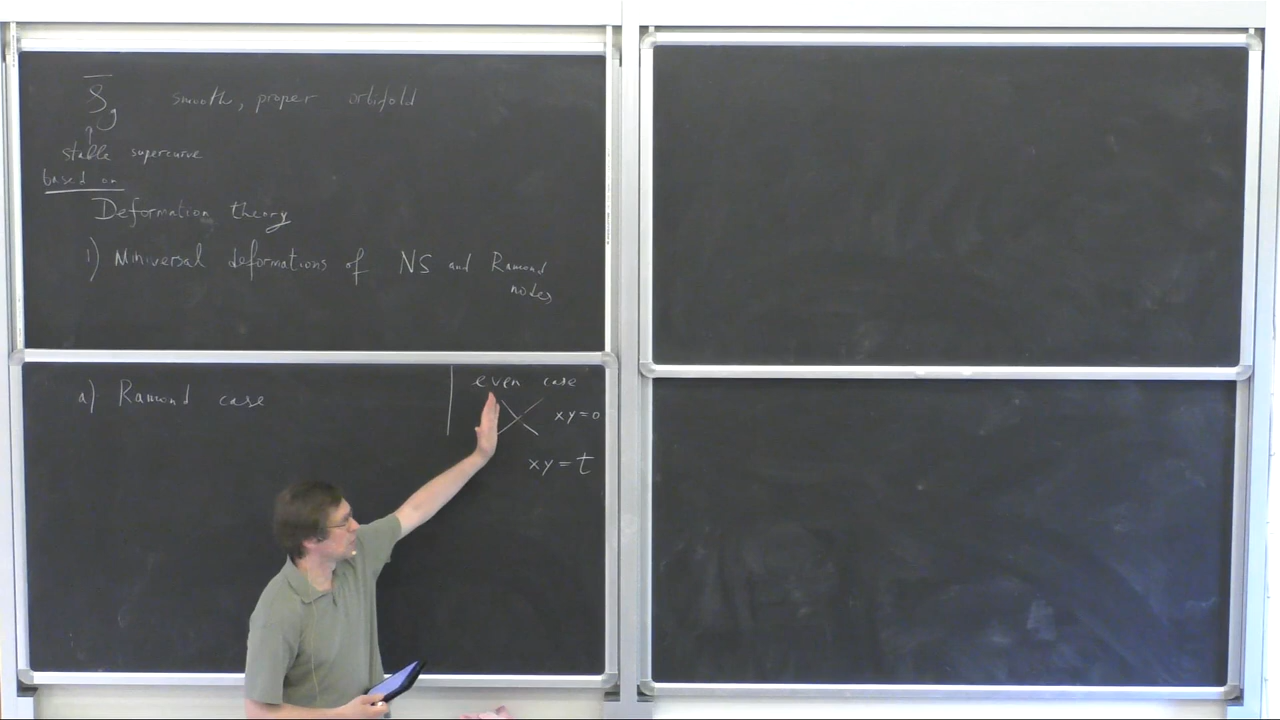 S̄_g smooth, proper orbifold
↑
stable supercurve
based on
Deformation theory
1) Miniversal deformations of NS and Ramond
nodes
a) Ramond case
even case
xy=0
xy=t